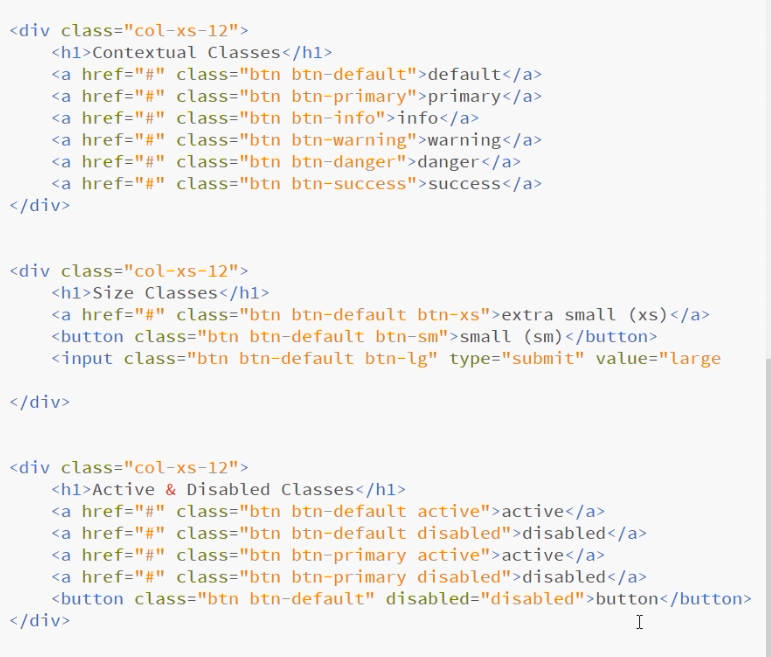 <div class="col-xs-12">
    <h1>Contextual Classes</h1>
    <a href="#" class="btn btn-default">default</a>
    <a href="#" class="btn btn-primary">primary</a>
    <a href="#" class="btn btn-info">info</a>
    <a href="#" class="btn btn-warning">warning</a>
    <a href="#" class="btn btn-danger">danger</a>
    <a href="#" class="btn btn-success">success</a>
</div>
<div class="col-xs-12">
    <h1>Size Classes</h1>
    <a href="#" class="btn btn-default btn-xs">extra small (xs)</a>
    <button class="btn btn-default btn-sm">small (sm)</button>
    <input class="btn btn-default btn-lg" type="submit" value="large
</div>
<div class="col-xs-12">
    <h1>Active & Disabled Classes</h1>
    <a href="#" class="btn btn-default active">active</a>
    <a href="#" class="btn btn-default disabled">disabled</a>
    <a href="#" class="btn btn-primary active">active</a>
    <a href="#" class="btn btn-primary disabled">disabled</a>
    <button class="btn btn-default" disabled="disabled">button</button>
</div>